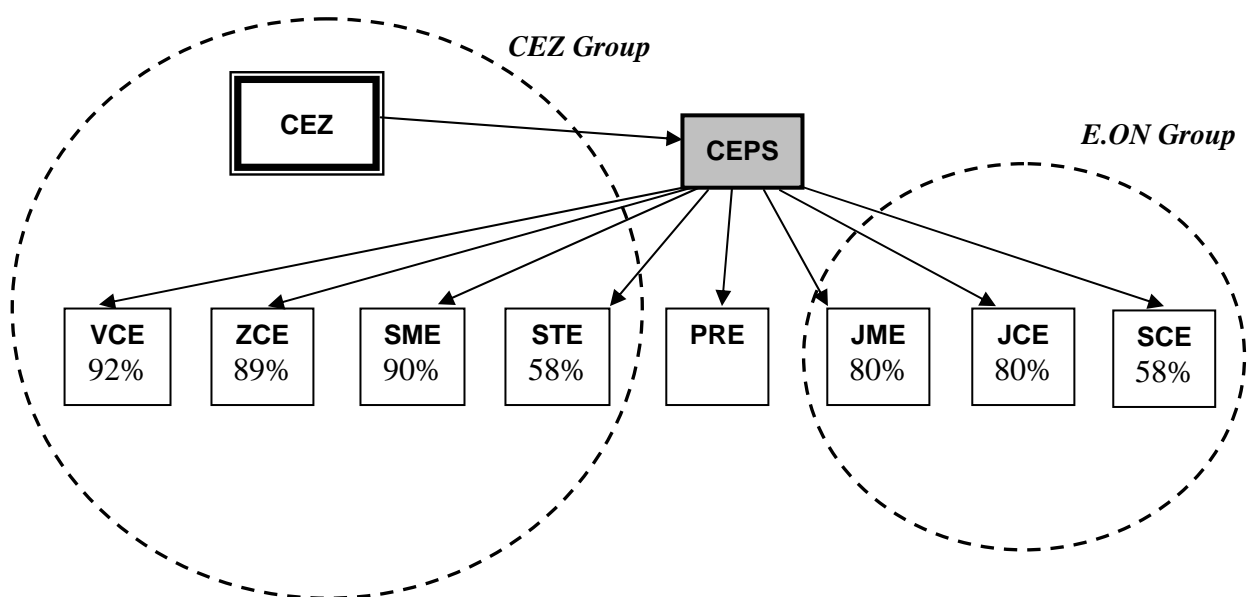 CEZ Group
CEZ
CEPS
E.ON Group
VCE
92%
ZCE
89%
SME
90%
STE
58%
PRE
JME
80%
JCE
80%
SCE
58%